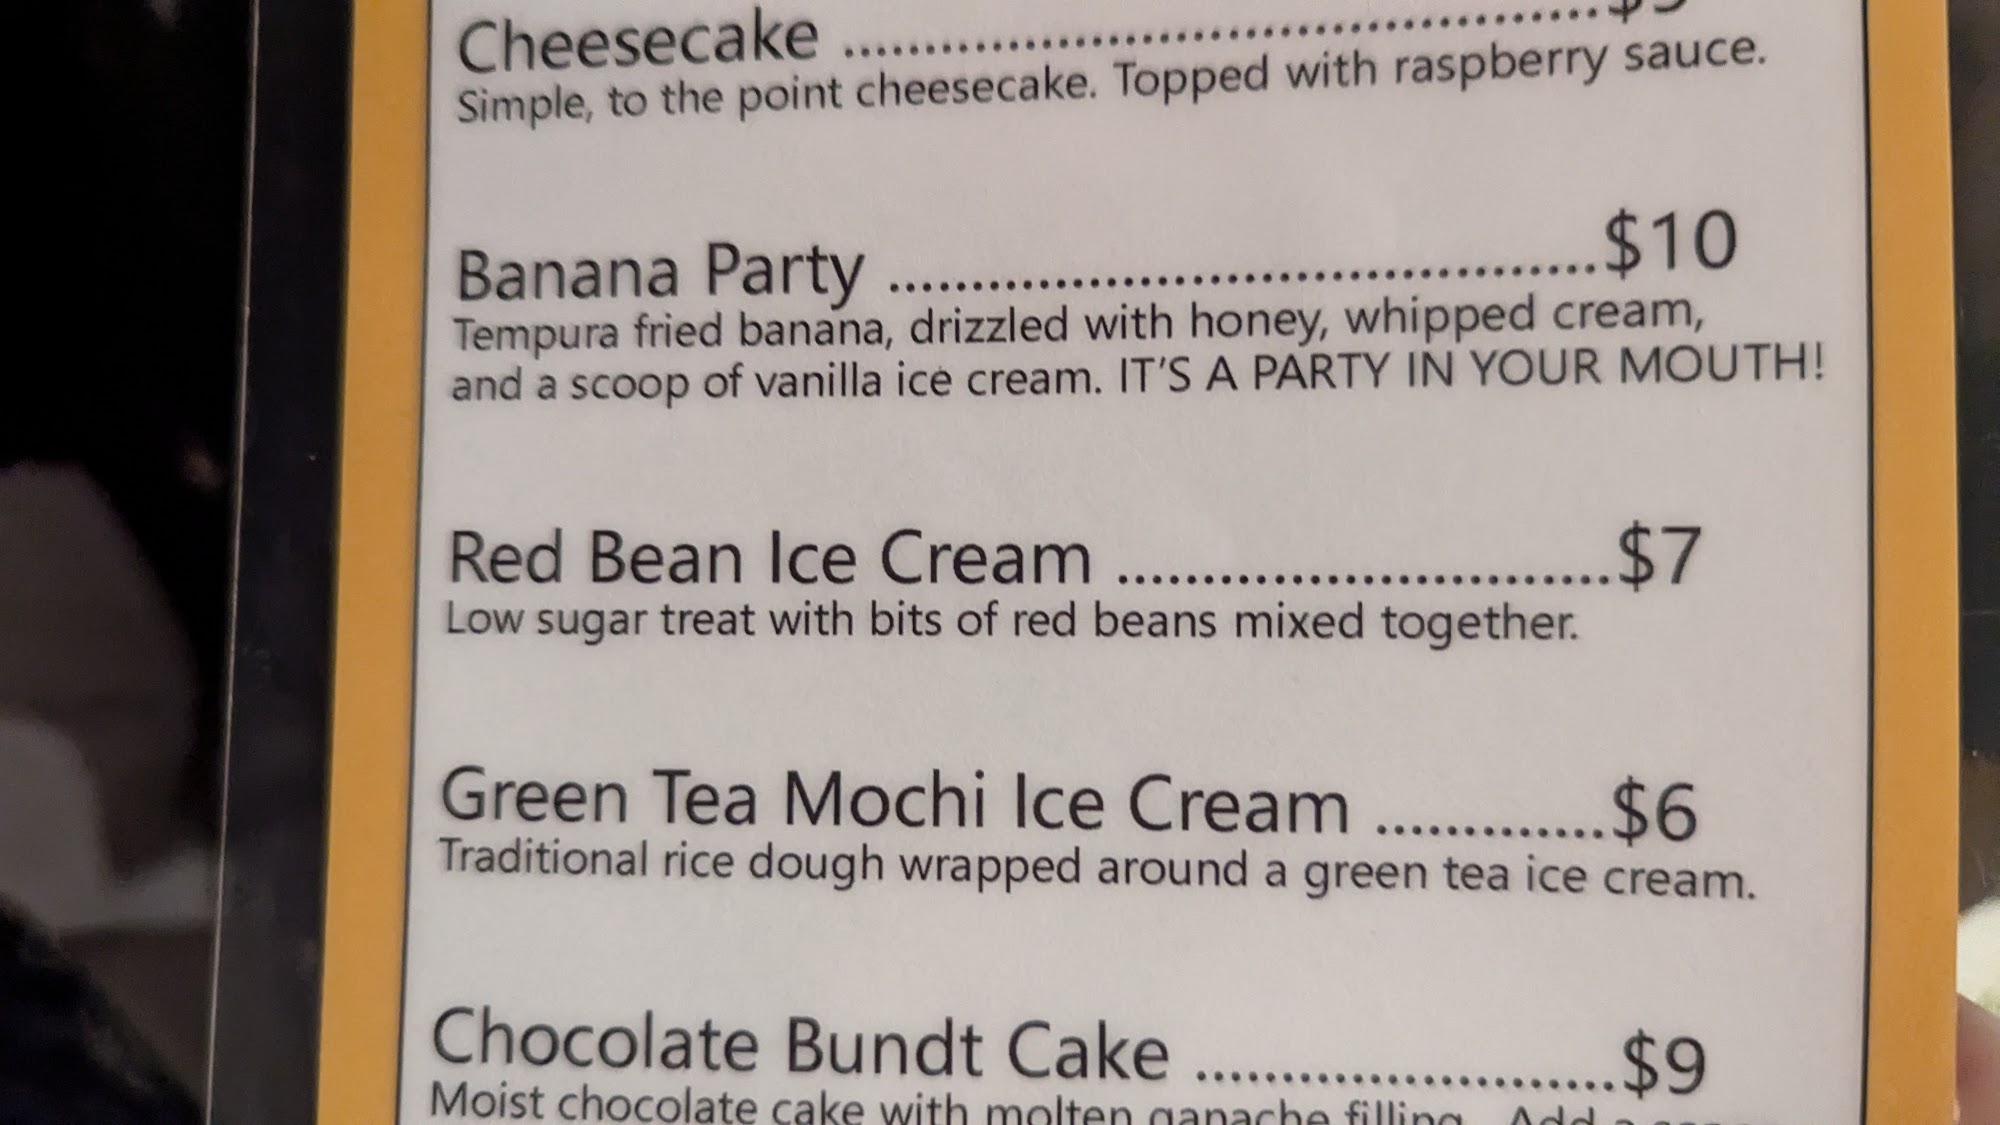 Cheesecake ........................................
Simple, to the point cheesecake. Topped with raspberry sauce.
Banana Party ........................................$10
Tempura fried banana, drizzled with honey, whipped cream,
and a scoop of vanilla ice cream. IT'S A PARTY IN YOUR MOUTH!
Red Bean Ice Cream ............................$7
Low sugar treat with bits of red beans mixed together.
Green Tea Mochi Ice Cream .............$6
Traditional rice dough wrapped around a green tea ice cream.
Chocolate Bundt Cake ........................$9
Moist chocolate cake with molten ganache filling. Add a